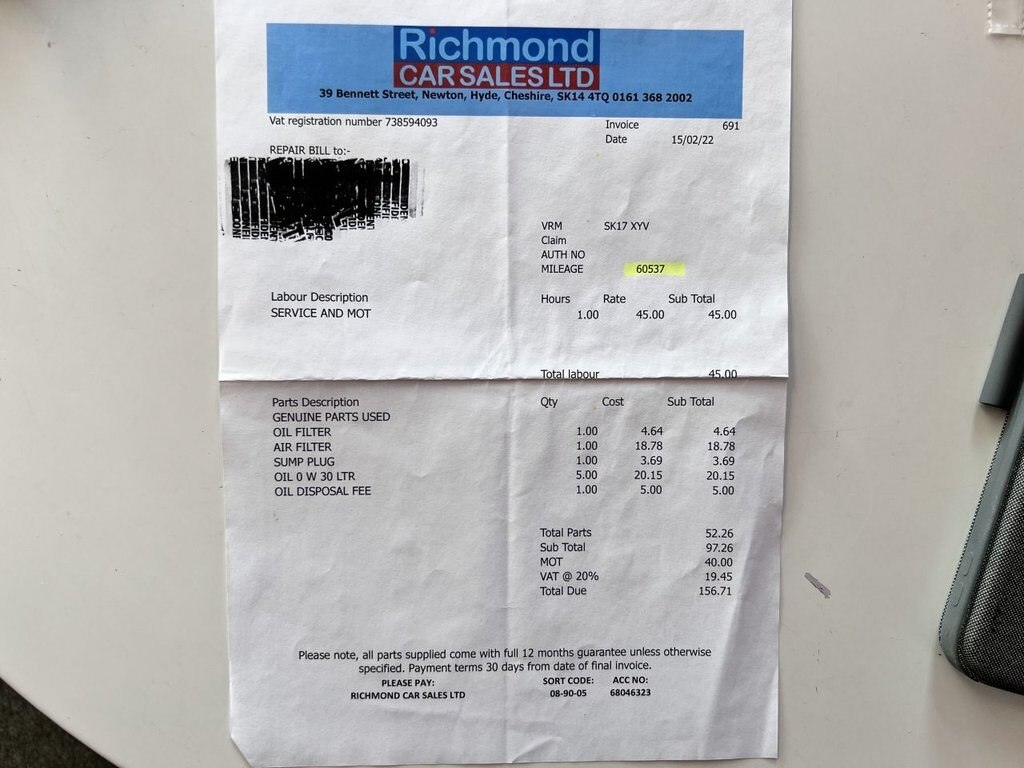 Richmond
CAR SALES LTD
39 Bennett Street, Newton, Hyde, Cheshire, SK14 4TQ 0161 368 2002
Vat registration number 738594093
Invoice 691
Date 15/02/22
REPAIR BILL to:-
VRM SK17 XYV
Claim
AUTH NO
MILEAGE 60537
Labour Description Hours Rate Sub Total
SERVICE AND MOT 1.00 45.00 45.00
Total labour 45.00
Parts Description Qty Cost Sub Total
GENUINE PARTS USED
OIL FILTER 1.00 4.64 4.64
AIR FILTER 1.00 18.78 18.78
SUMP PLUG 1.00 3.69 3.69
OIL 0 W 30 LTR 5.00 20.15 20.15
OIL DISPOSAL FEE 1.00 5.00 5.00
Total Parts 52.26
Sub Total 97.26
MOT 40.00
VAT @ 20% 19.45
Total Due 156.71
Please note, all parts supplied come with full 12 months guarantee unless otherwise
specified. Payment terms 30 days from date of final invoice.
PLEASE PAY: SORT CODE: ACC NO:
RICHMOND CAR SALES LTD 08-90-05 68046323